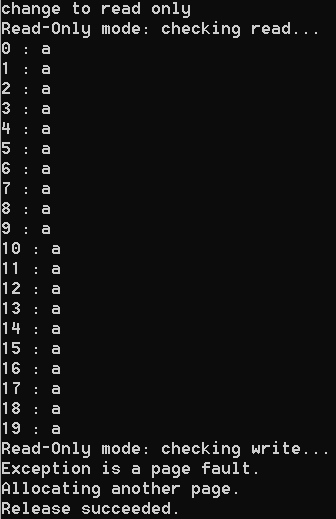 change to read only
Read-Only mode: checking read...
0 : a
1 : a
2 : a
3 : a
4 : a
5 : a
6 : a
7 : a
8 : a
9 : a
10 : a
11 : a
12 : a
13 : a
14 : a
15 : a
16 : a
17 : a
18 : a
19 : a
Read-Only mode: checking write...
Exception is a page fault.
Allocating another page.
Release succeeded.